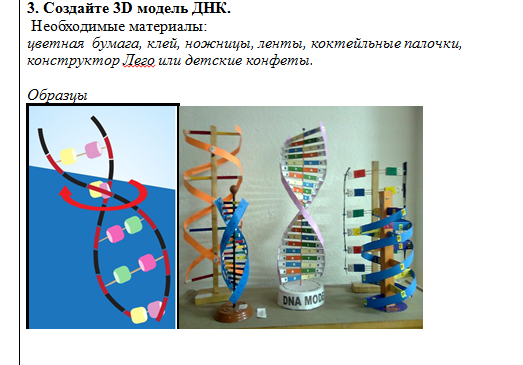 3. Создайте 3D модель ДНК.
Необходимые материалы:
цветная бумага, клей, ножницы, ленты, коктейльные палочки,
конструктор Лего или детские конфеты.
Образцы
DNA MODE